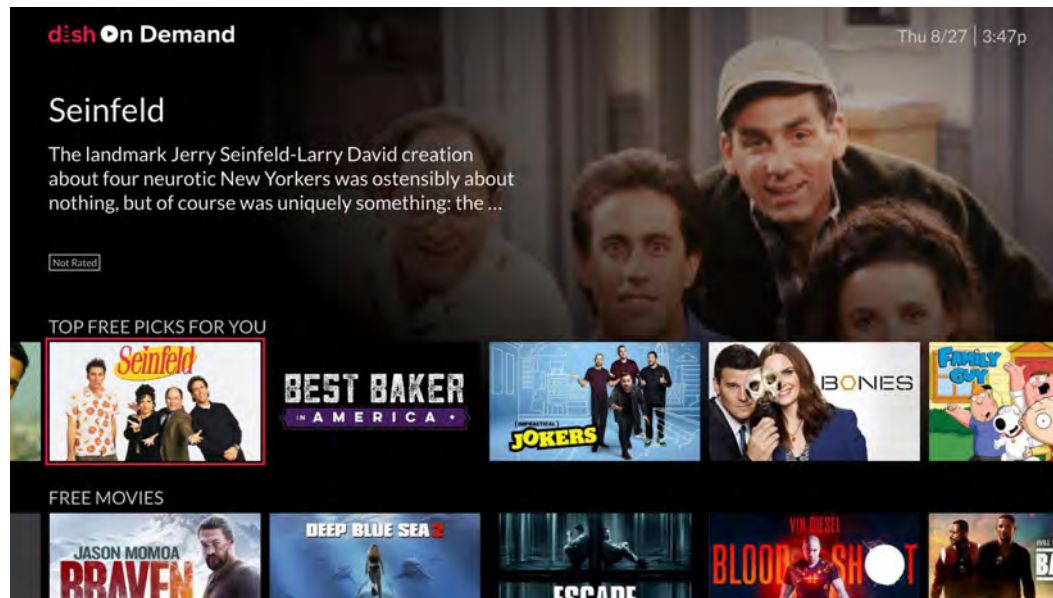 dish On Demand
Thu 8/27 | 3:47p
Seinfeld
The landmark Jerry Seinfeld-Larry David creation
about four neurotic New Yorkers was ostensibly about
nothing, but of course was uniquely something: the ...
Not Rated
TOP FREE PICKS FOR YOU
Seinfeld
BEST BAKER
IN AMERICA
(IMPRACTICAL)
JOKERS
BONES
FAMILY
GUY
FREE MOVIES
JASON MOMOA
BRAVEN
DEEP BLUE SEA 2
ESCAPE
VIN DIESEL
BLOODSHOT